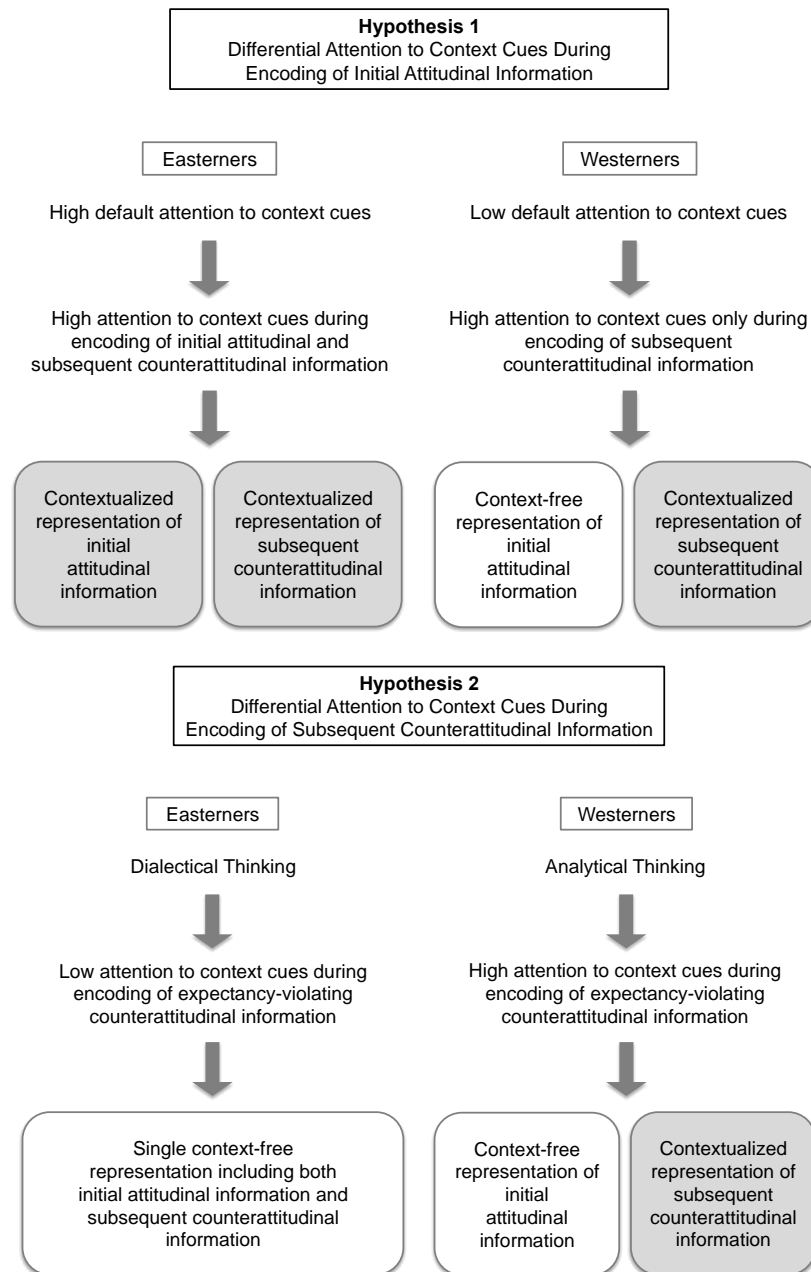 Hypothesis 1
Differential Attention to Context Cues During
Encoding of Initial Attitudinal Information
Easterners
Westerners
High default attention to context cues
Low default attention to context cues
High attention to context cues during
encoding of initial attitudinal and
subsequent counterattitudinal information
High attention to context cues only during
encoding of subsequent
counterattitudinal information
Contextualized
representation of
initial
attitudinal
information
Contextualized
representation of
subsequent
counterattitudinal
information
Context-free
representation of
initial
attitudinal
information
Contextualized
representation of
subsequent
counterattitudinal
information
Hypothesis 2
Differential Attention to Context Cues During
Encoding of Subsequent Counterattitudinal Information
Easterners
Westerners
Dialectical Thinking
Analytical Thinking
Low attention to context cues during
encoding of expectancy-violating
counterattitudinal information
High attention to context cues during
encoding of expectancy-violating
counterattitudinal information
Single context-free
representation including both
initial attitudinal information and
subsequent counterattitudinal
information
Context-free
representation of
initial
attitudinal
information
Contextualized
representation of
subsequent
counterattitudinal
information